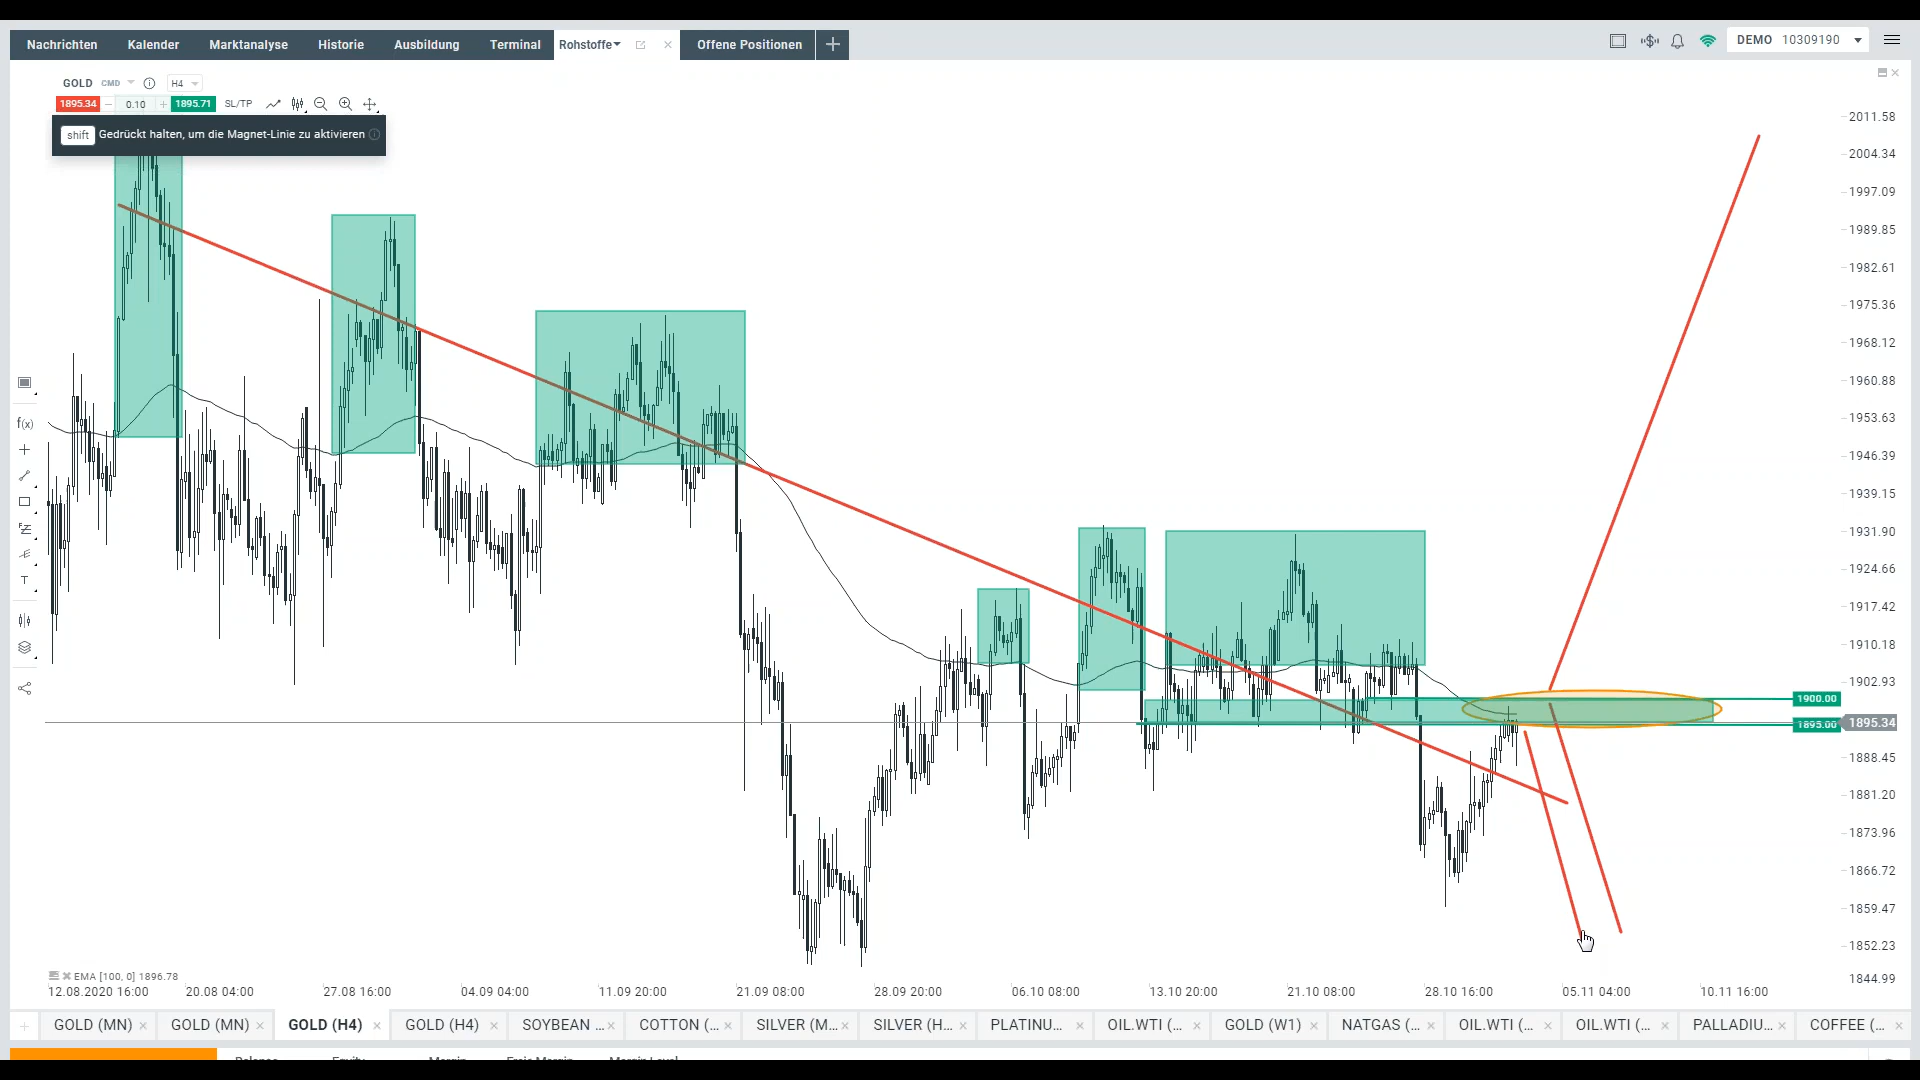 Nachrichten Kalender Marktanalyse Historie Ausbildung Terminal Rohstoffe Offene Positionen DEMO 10309190
GOLD CMD H4
1895.34 0.10 1895.71 SL/TP
shift Gedrückt halten, um die Magnet-Linie zu aktivieren
2011.58
2004.34
1997.09
1989.85
1982.61
1975.36
1968.12
1960.88
1953.63
1946.39
1939.15
1931.90
1924.66
1917.42
1910.18
1902.93
1900.00
1895.00 1895.34
1888.45
1881.20
1873.96
1866.72
1859.47
1852.23
1844.99
f(x)
T
EMA [100, 0] 1896.78
12.08.2020 16:00 20.08 04:00 27.08 16:00 04.09 04:00 11.09 20:00 21.09 08:00 28.09 20:00 06.10 08:00 13.10 20:00 21.10 08:00 28.10 16:00 05.11 04:00 10.11 16:00
GOLD (MN) GOLD (MN) GOLD (H4) GOLD (H4) SOYBEAN ... COTTON (... SILVER (M... SILVER (H... PLATINU... OIL.WTI (... GOLD (W1) NATGAS (... OIL.WTI (... OIL.WTI (... PALLADIU... COFFEE (...
Balance Equity Margin Free Margin Margin Level